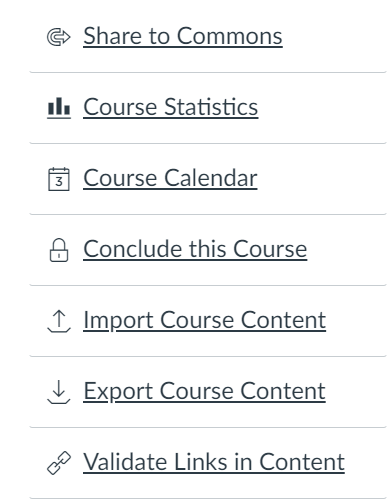 Share to Commons
Course Statistics
3 Course Calendar
Conclude this Course
Import Course Content
Export Course Content
Validate Links in Content